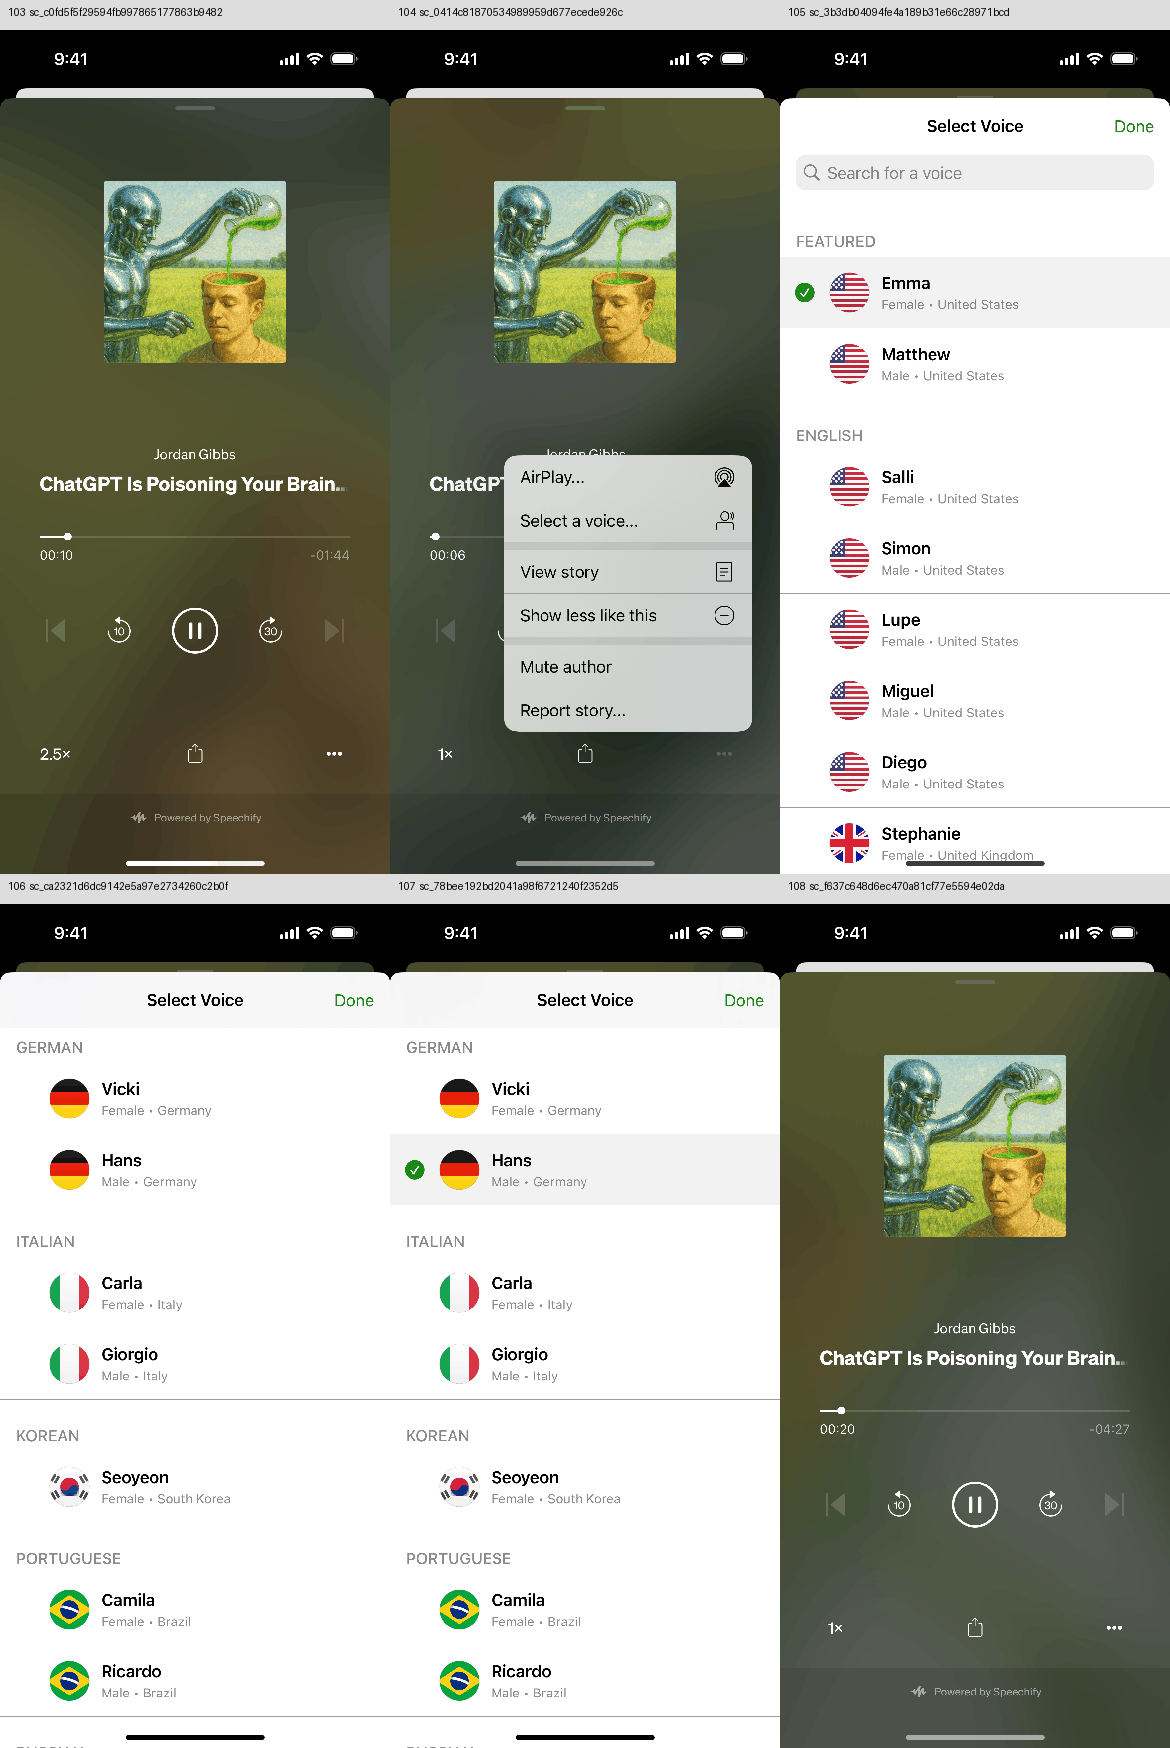 103 sc_c0fd5f5f29594fb997865177863b9482
9:41
Jordan Gibbs
ChatGPT Is Poisoning Your Brain...
00:10
-01:44
10
30
2.5×
Powered by Speechify
104 sc_0414c81870534989959d677ecede926c
9:41
Jordan Gibbs
ChatGPT
00:06
AirPlay...
Select a voice...
View story
Show less like this
Mute author
Report story...
1×
Powered by Speechify
105 sc_3b3db04094fe4a189b31e66c28971bcd
9:41
Select Voice
Done
Search for a voice
FEATURED
Emma
Female • United States
Matthew
Male • United States
ENGLISH
Salli
Female • United States
Simon
Male • United States
Lupe
Female • United States
Miguel
Male • United States
Diego
Male • United States
Stephanie
Female • United Kingdom
106 sc_ca2321d6dc9142e5a97e2734260c2b0f
9:41
Select Voice
Done
GERMAN
Vicki
Female • Germany
Hans
Male • Germany
ITALIAN
Carla
Female • Italy
Giorgio
Male • Italy
KOREAN
Seoyeon
Female • South Korea
PORTUGUESE
Camila
Female • Brazil
Ricardo
Male • Brazil
107 sc_78bee192bd2041a98f6721240f2352d5
9:41
Select Voice
Done
GERMAN
Vicki
Female • Germany
Hans
Male • Germany
ITALIAN
Carla
Female • Italy
Giorgio
Male • Italy
KOREAN
Seoyeon
Female • South Korea
PORTUGUESE
Camila
Female • Brazil
Ricardo
Male • Brazil
108 sc_f637c648d6ec470a81cf77e5594e02da
9:41
Jordan Gibbs
ChatGPT Is Poisoning Your Brain...
00:20
-04:27
10
30
1×
Powered by Speechify